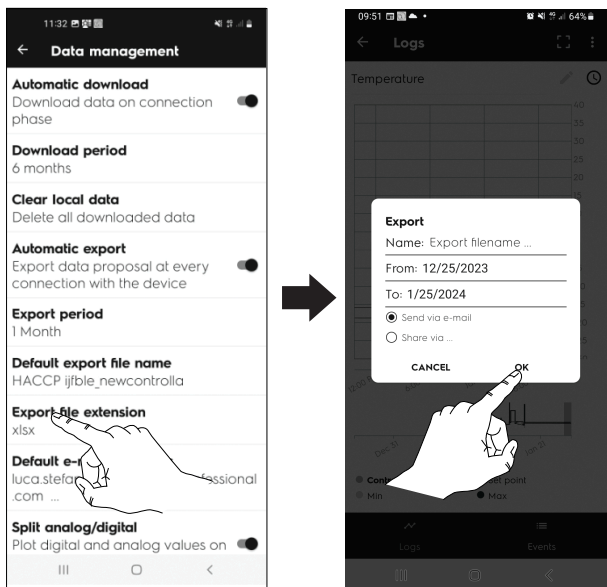 11:32
Data management
Automatic download
Download data on connection
phase
Download period
6 months
Clear local data
Delete all downloaded data
Automatic export
Export data proposal at every
connection with the device
Export period
1 Month
Default export file name
HACCP ijfble_newcontrolla
Export file extension
xlsx
Default e-
luca.stefa fessional
.com ...
Split analog/digital
Plot digital and analog values on
09:51 64%
Logs
Temperature
40
35
30
25
20
15
Export
Name: Export filename ...
From: 12/25/2023
To: 1/25/2024
Send via e-mail
Share via ...
CANCEL OK
Dec 31 Jan 21
Min Max
Logs Events